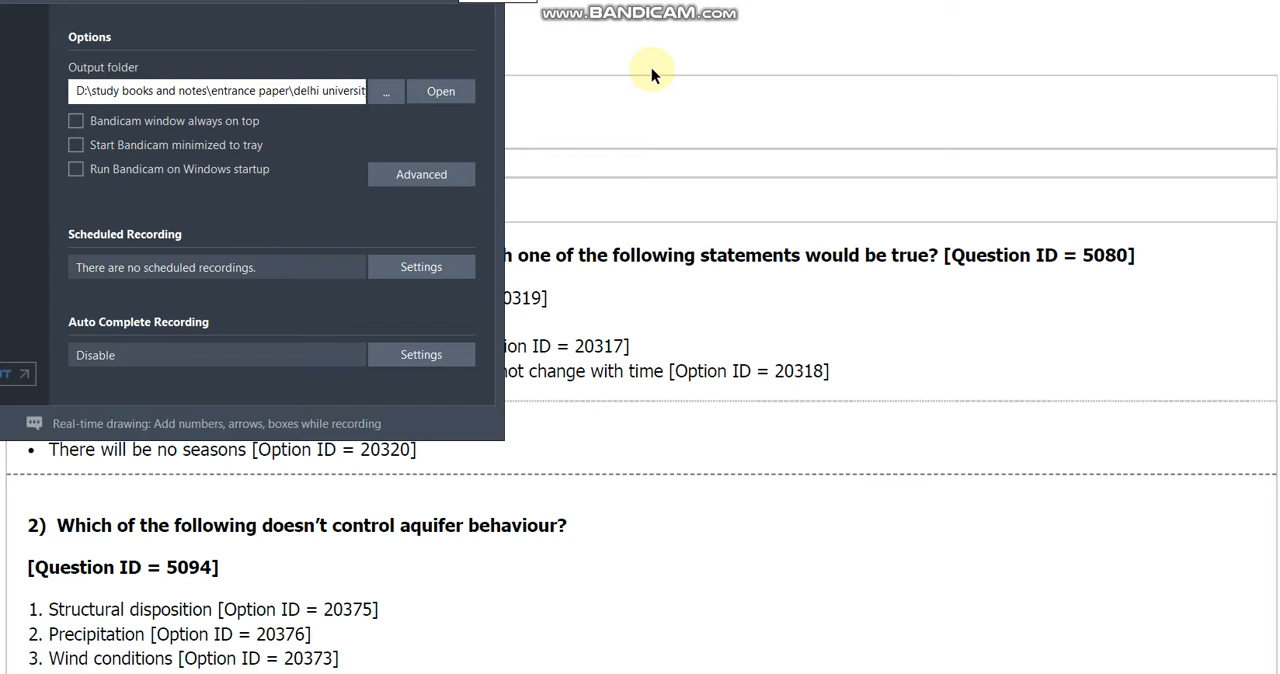 www.BANDICAM.com
Options
Output folder
D:\study books and notes\entrance paper\delhi universit
...
Open
Bandicam window always on top
Start Bandicam minimized to tray
Run Bandicam on Windows startup
Advanced
Scheduled Recording
There are no scheduled recordings.
Settings
Auto Complete Recording
Disable
Settings
Real-time drawing: Add numbers, arrows, boxes while recording
one of the following statements would be true? [Question ID = 5080]
0319]
ion ID = 20317]
not change with time [Option ID = 20318]
• There will be no seasons [Option ID = 20320]
2) Which of the following doesn’t control aquifer behaviour?
[Question ID = 5094]
1. Structural disposition [Option ID = 20375]
2. Precipitation [Option ID = 20376]
3. Wind conditions [Option ID = 20373]